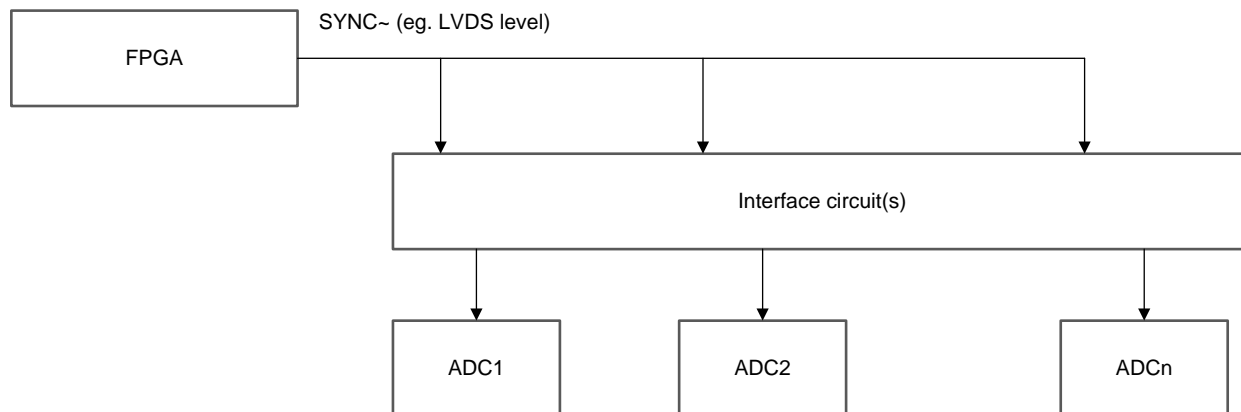 SYNC~ (eg. LVDS level)
FPGA
Interface circuit(s)
ADC1
ADC2
ADCn